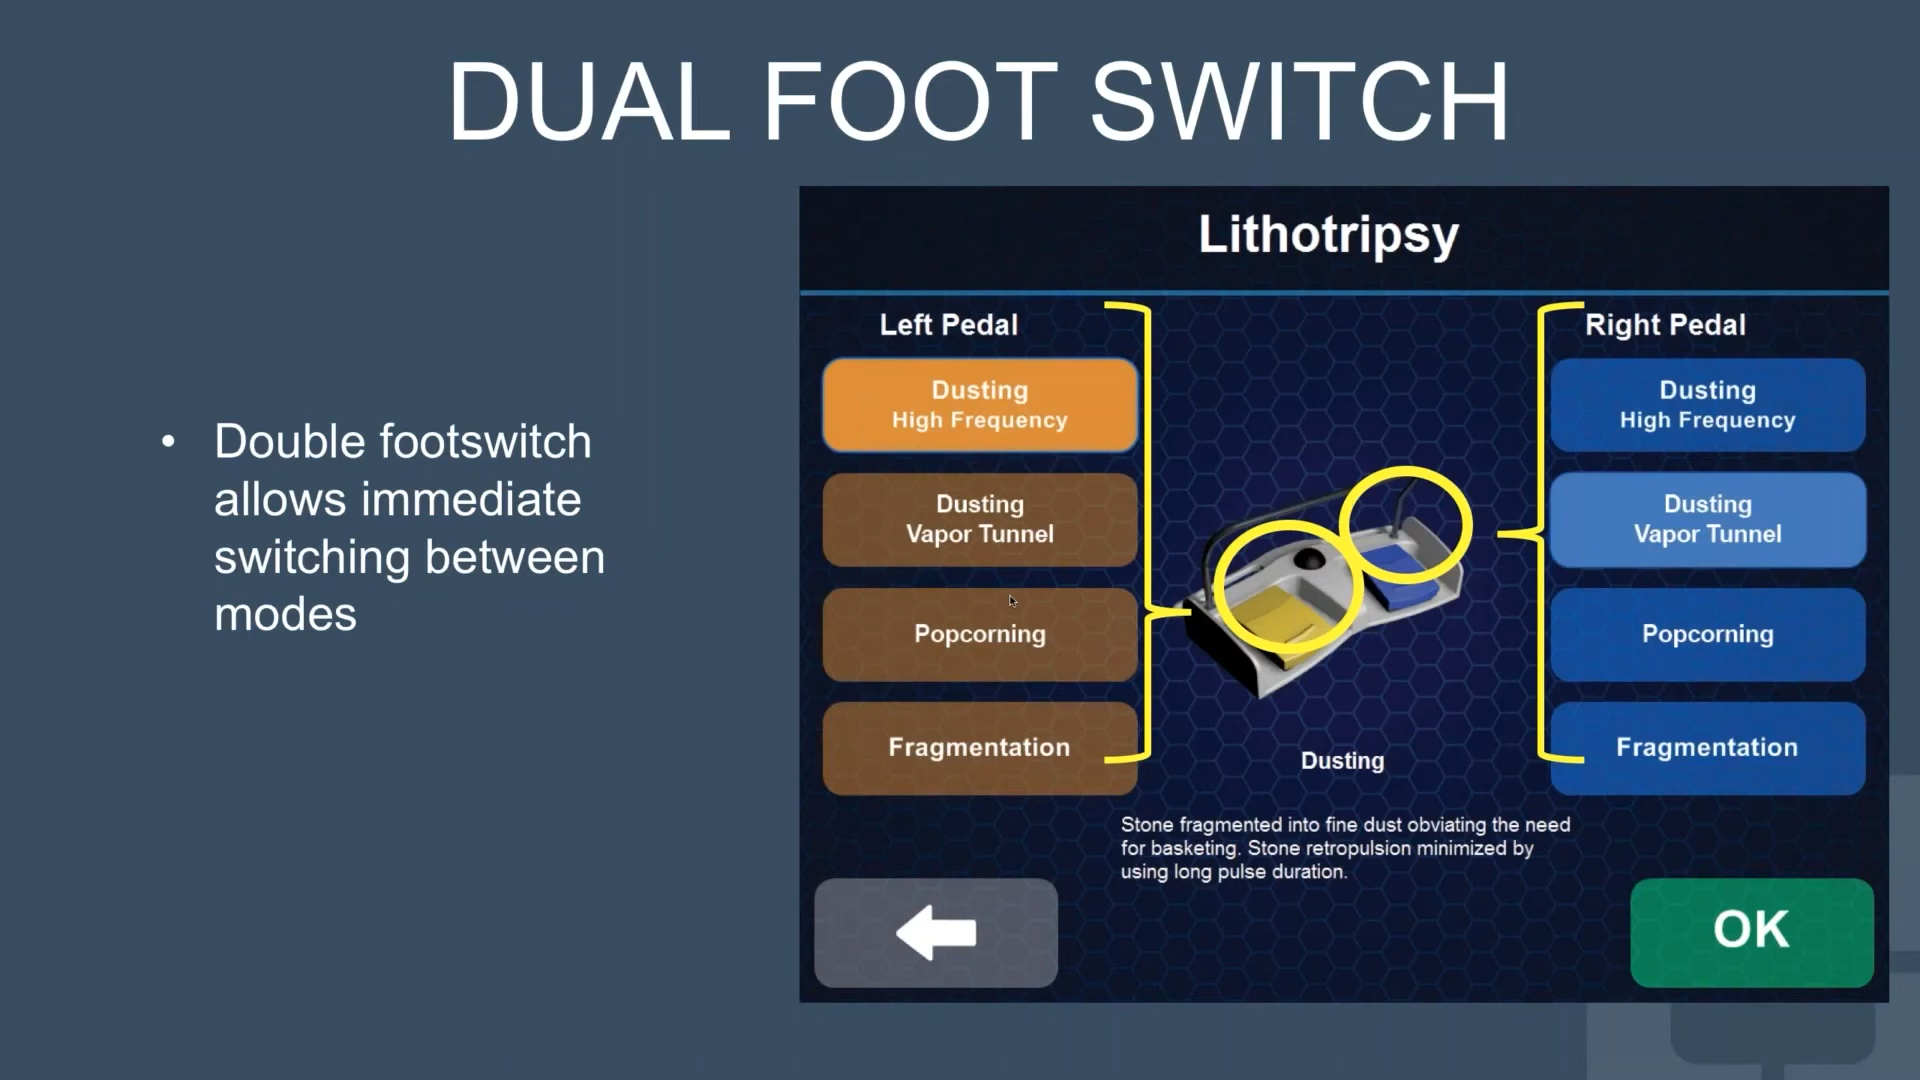 DUAL FOOT SWITCH
• Double footswitch
allows immediate
switching between
modes
Lithotripsy
Left Pedal
Dusting
High Frequency
Dusting
Vapor Tunnel
Popcorning
Fragmentation
Right Pedal
Dusting
High Frequency
Dusting
Vapor Tunnel
Popcorning
Fragmentation
Dusting
Stone fragmented into fine dust obviating the need
for basketing. Stone retropulsion minimized by
using long pulse duration.
OK